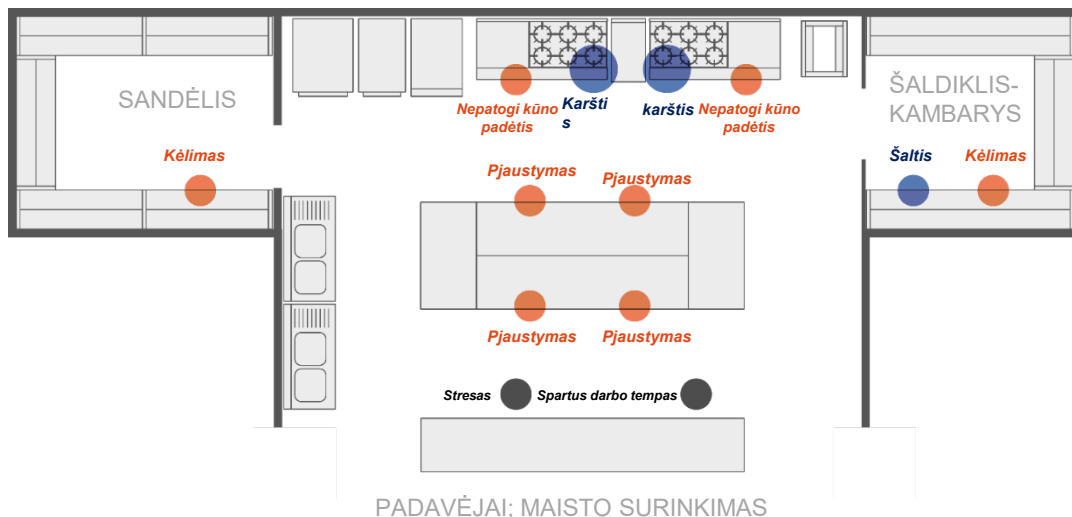 SANDĖLIS
Kėlimas
Nepatogi kūno
padėtis
Karšti
s
karštis
Nepatogi kūno
padėtis
ŠALDIKLIS-
KAMBARYS
Šaltis
Kėlimas
Pjaustymas
Pjaustymas
Pjaustymas
Pjaustymas
Stresas
Spartus darbo tempas
PADAVĖJAI; MAISTO SURINKIMAS